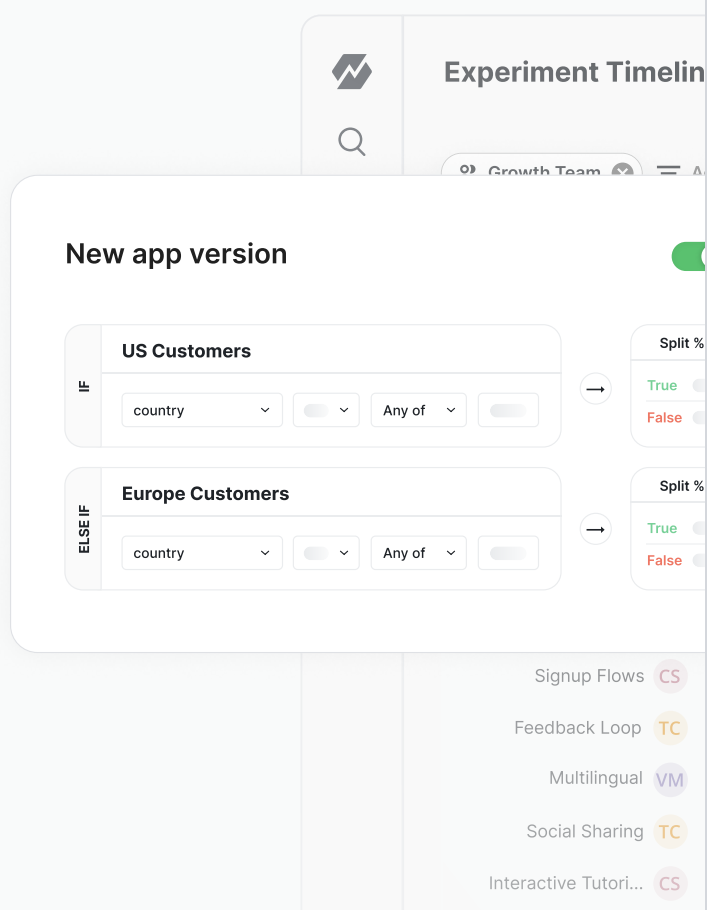 Experiment Timelin
Growth Team
New app version
IF
US Customers
country
Any of
Split %
True
False
ELSE IF
Europe Customers
country
Any of
Split %
True
False
Signup Flows CS
Feedback Loop TC
Multilingual VM
Social Sharing TC
Interactive Tutori... CS